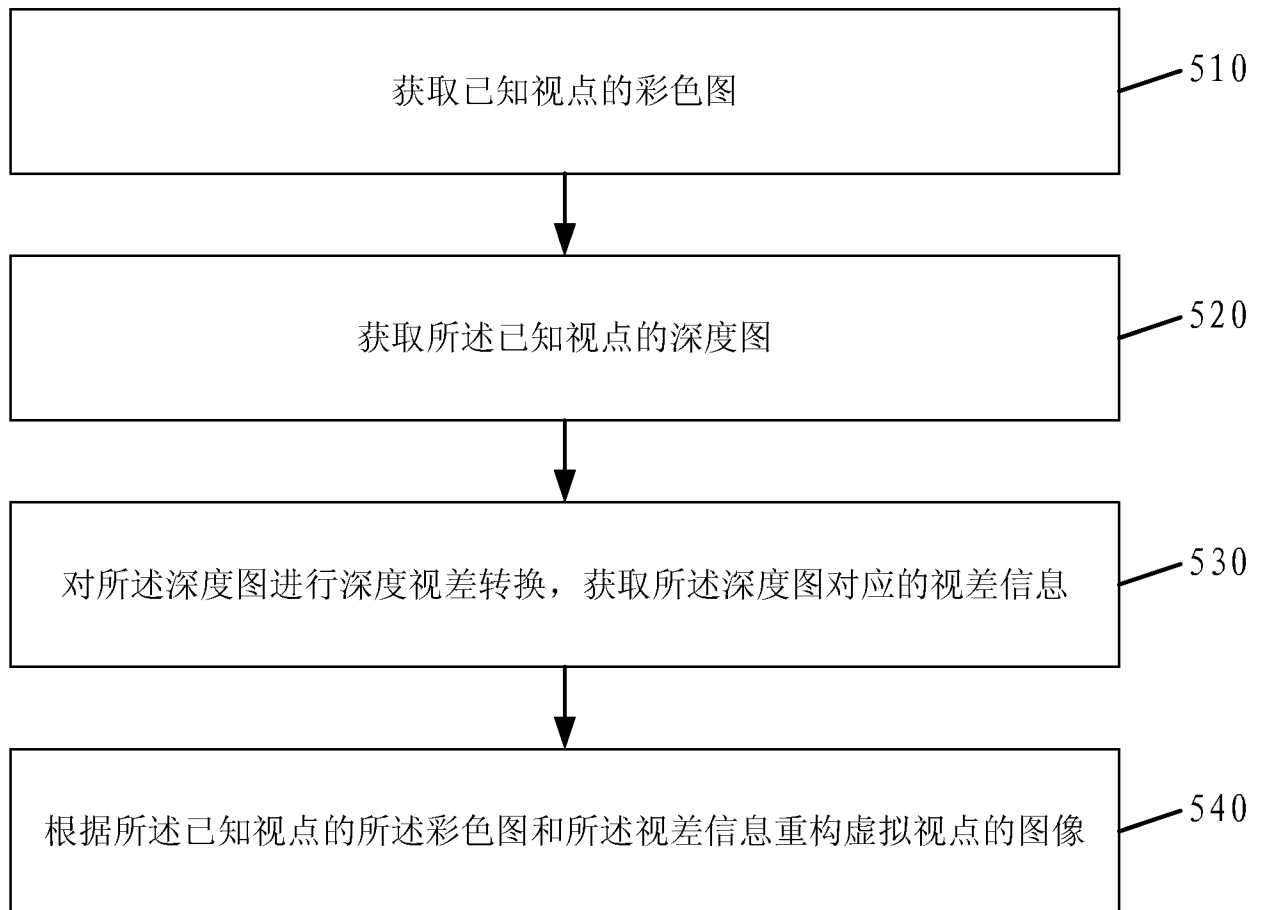 获取已知视点的彩色图
510
获取所述已知视点的深度图
520
对所述深度图进行深度视差转换，获取所述深度图对应的视差信息
530
根据所述已知视点的所述彩色图和所述视差信息重构虚拟视点的图像
540